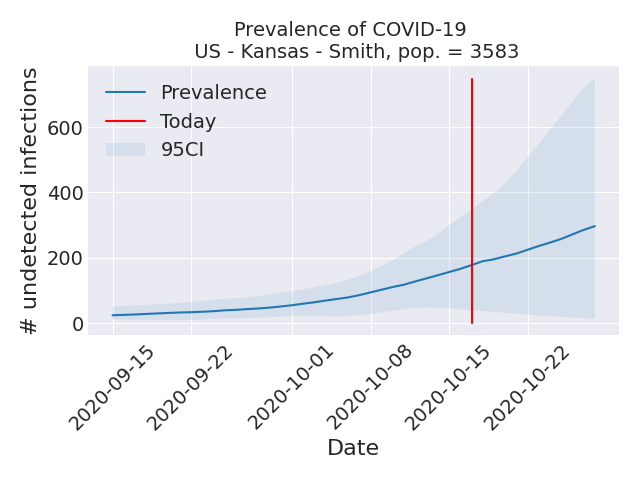 Prevalence of COVID-19
US - Kansas - Smith, pop. = 3583
# undetected infections
600
400
200
0
Prevalence
Today
95CI
2020-09-15
2020-09-22
2020-10-01
2020-10-08
2020-10-15
2020-10-22
Date